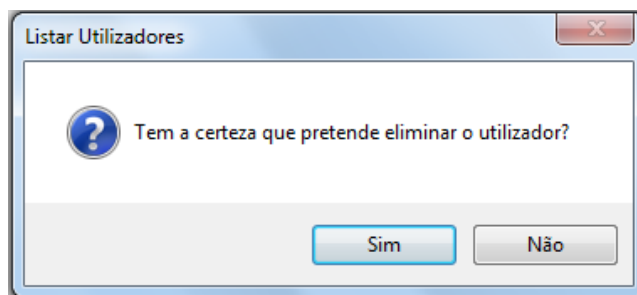 Listar Utilizadores
Tem a certeza que pretende eliminar o utilizador?
Sim
Não